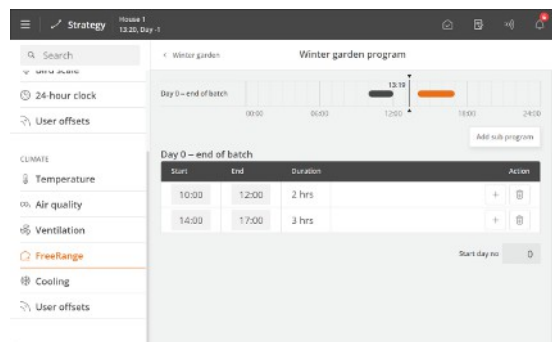 Strategy
House 1
13.20, Day -1
Search
Bird scale
24-hour clock
User offsets
CLIMATE
Temperature
Air quality
Ventilation
FreeRange
Cooling
User offsets
Winter garden
Winter garden program
Day 0 – end of batch
13:19
00:00 06:00 12:00 18:00 24:00
Add sub program
Day 0 – end of batch
Start End Duration Action
10:00 12:00 2 hrs
14:00 17:00 3 hrs
Start day no 0